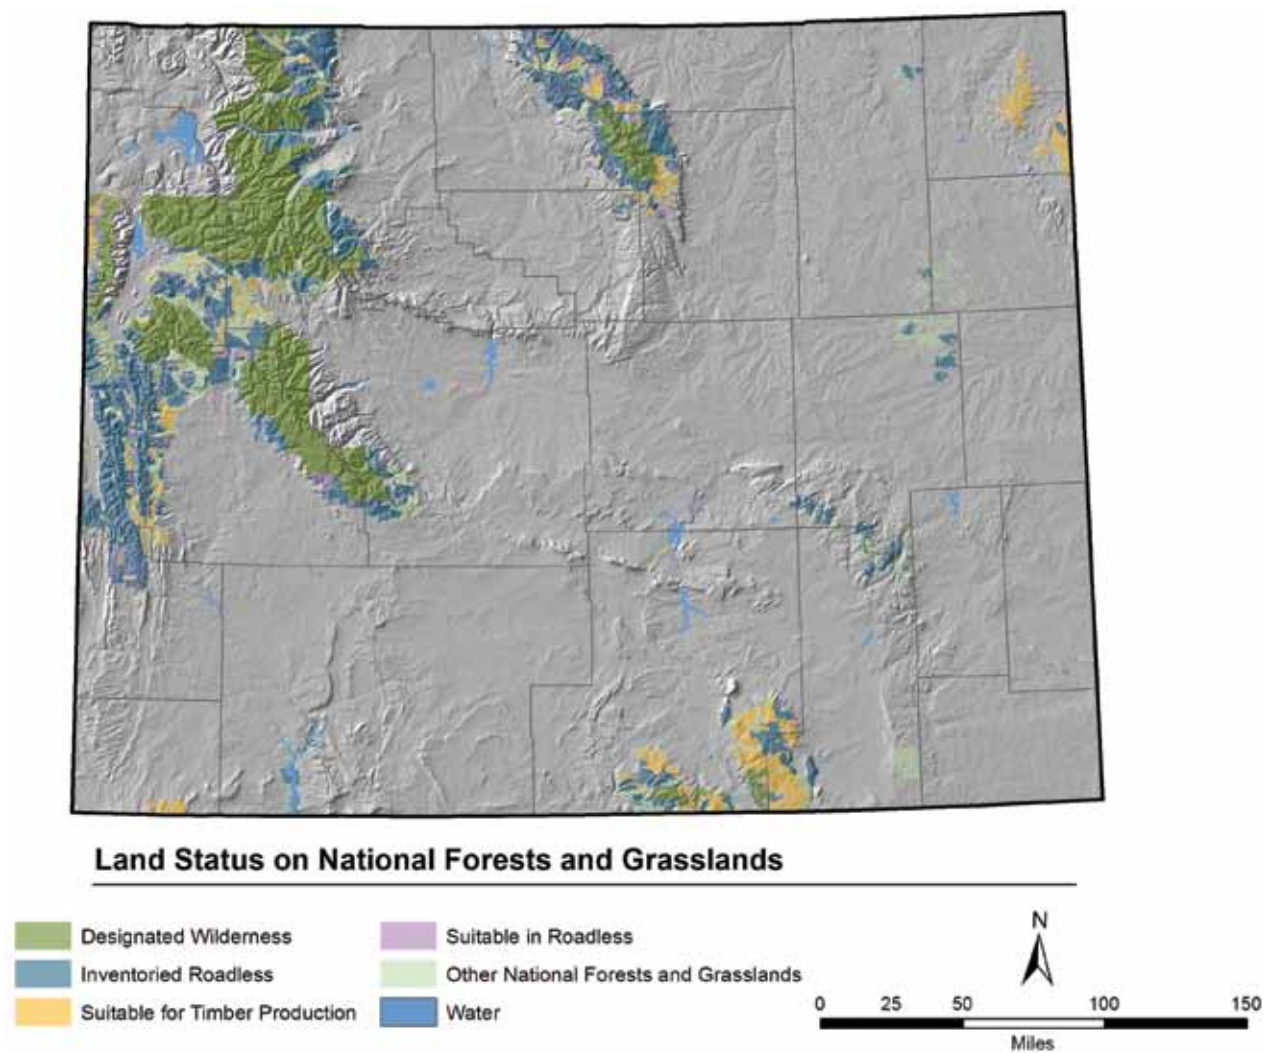 Land Status on National Forests and Grasslands
Designated Wilderness
Inventoried Roadless
Suitable for Timber Production
Suitable in Roadless
Other National Forests and Grasslands
Water
N
0 25 50 100 150
Miles